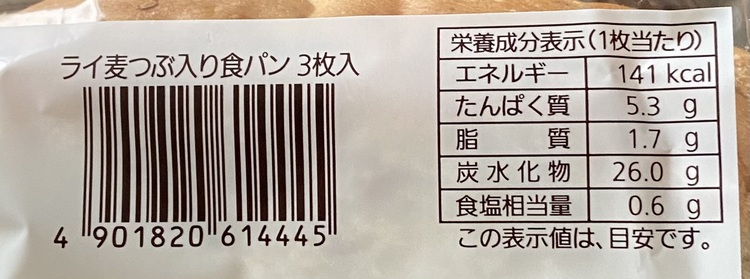 ライ麦つぶ入り食パン 3枚入
4 901820 614445
栄養成分表示(1枚当たり)
エネルギー 141 kcal
たんぱく質 5.3 g
脂質 1.7 g
炭水化物 26.0 g
食塩相当量 0.6 g
この表示値は、目安です。